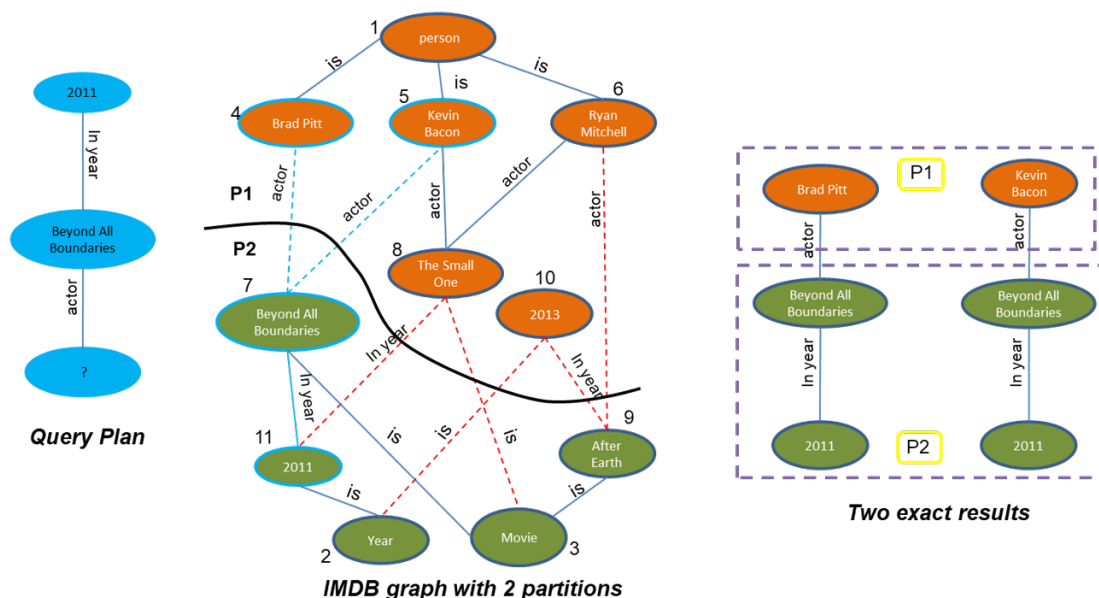 2011
In year
Beyond All
Boundaries
actor
?
Query Plan
1
person
is
is
is
4
Brad Pitt
5
Kevin
Bacon
6
Ryan
Mitchell
actor
actor
actor
actor
actor
P1
P2
7
Beyond All
Boundaries
8
The Small
One
10
2013
In year
In year
In year
is
is
is
11
2011
9
After
Earth
is
is
2
Year
Movie
3
IMDB graph with 2 partitions
Brad Pitt
P1
Kevin
Bacon
actor
actor
Beyond All
Boundaries
Beyond All
Boundaries
In year
In year
2011
P2
2011
Two exact results